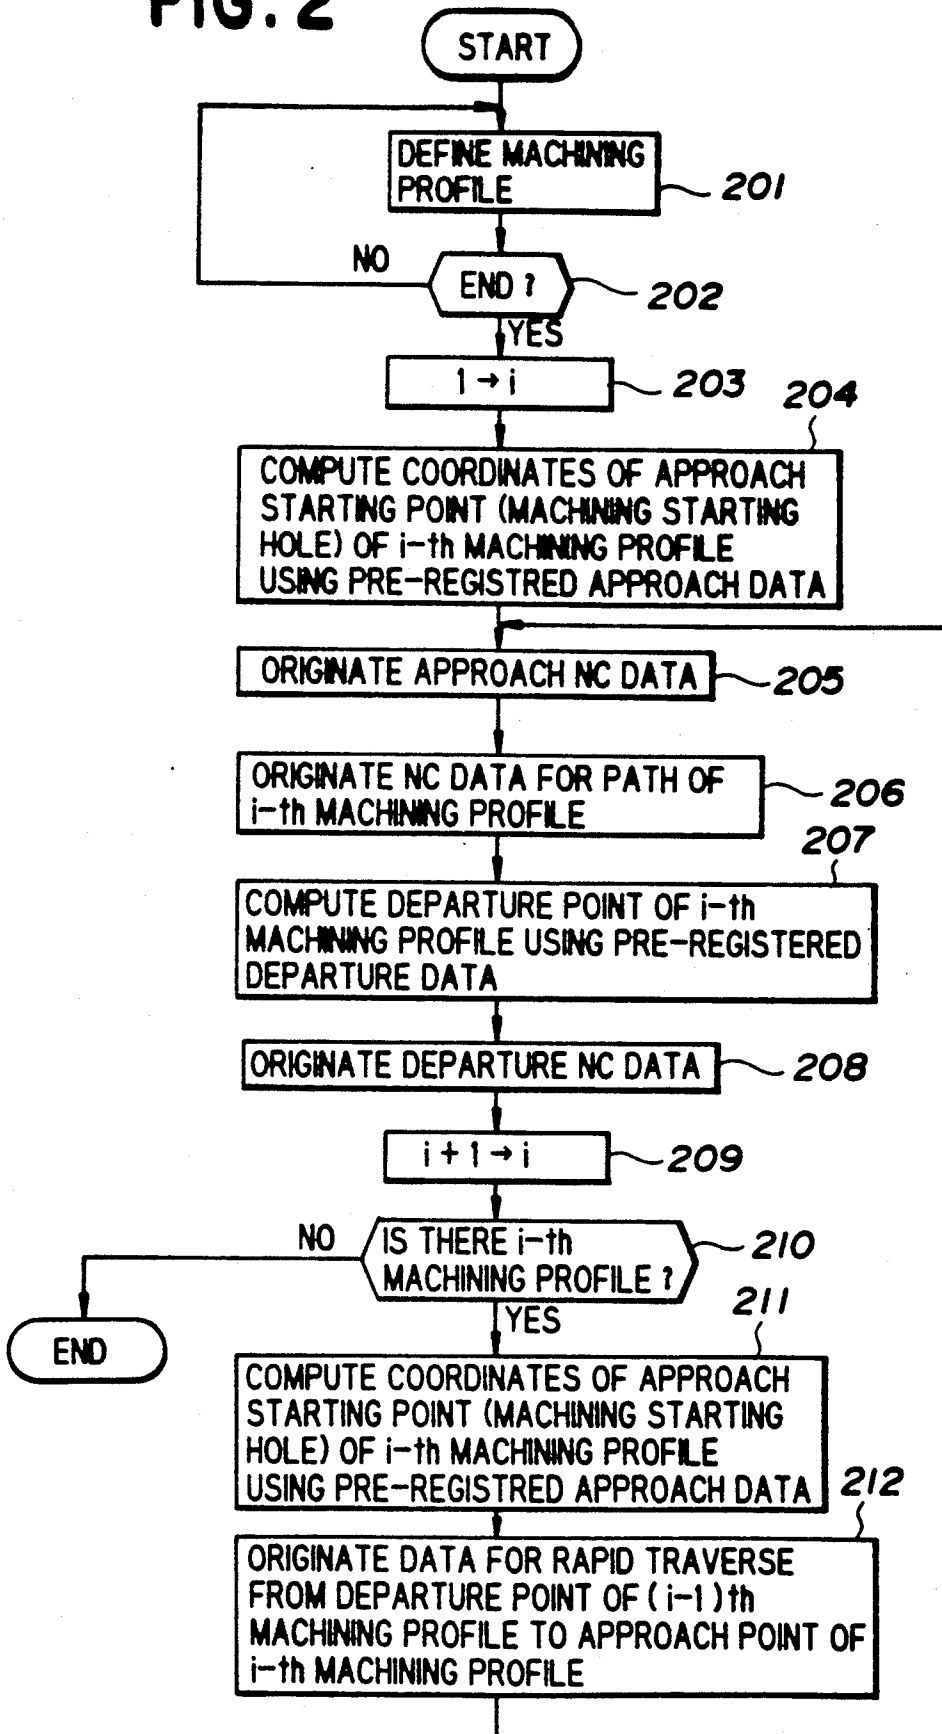 FIG. 2
START
DEFINE MACHINING
PROFILE
201
NO
END ?
202
YES
1 → i
203
204
COMPUTE COORDINATES OF APPROACH
STARTING POINT (MACHINING STARTING
HOLE) OF i-th MACHINING PROFILE
USING PRE-REGISTRED APPROACH DATA
ORIGINATE APPROACH NC DATA
205
ORIGINATE NC DATA FOR PATH OF
i-th MACHINING PROFILE
206
207
COMPUTE DEPARTURE POINT OF i-th
MACHINING PROFILE USING PRE-REGISTERED
DEPARTURE DATA
ORIGINATE DEPARTURE NC DATA
208
i + 1 → i
209
NO
IS THERE i-th
MACHINING PROFILE ?
210
YES
211
END
COMPUTE COORDINATES OF APPROACH
STARTING POINT (MACHINING STARTING
HOLE) OF i-th MACHINING PROFILE
USING PRE-REGISTRED APPROACH DATA
212
ORIGINATE DATA FOR RAPID TRAVERSE
FROM DEPARTURE POINT OF (i-1)th
MACHINING PROFILE TO APPROACH POINT OF
i-th MACHINING PROFILE